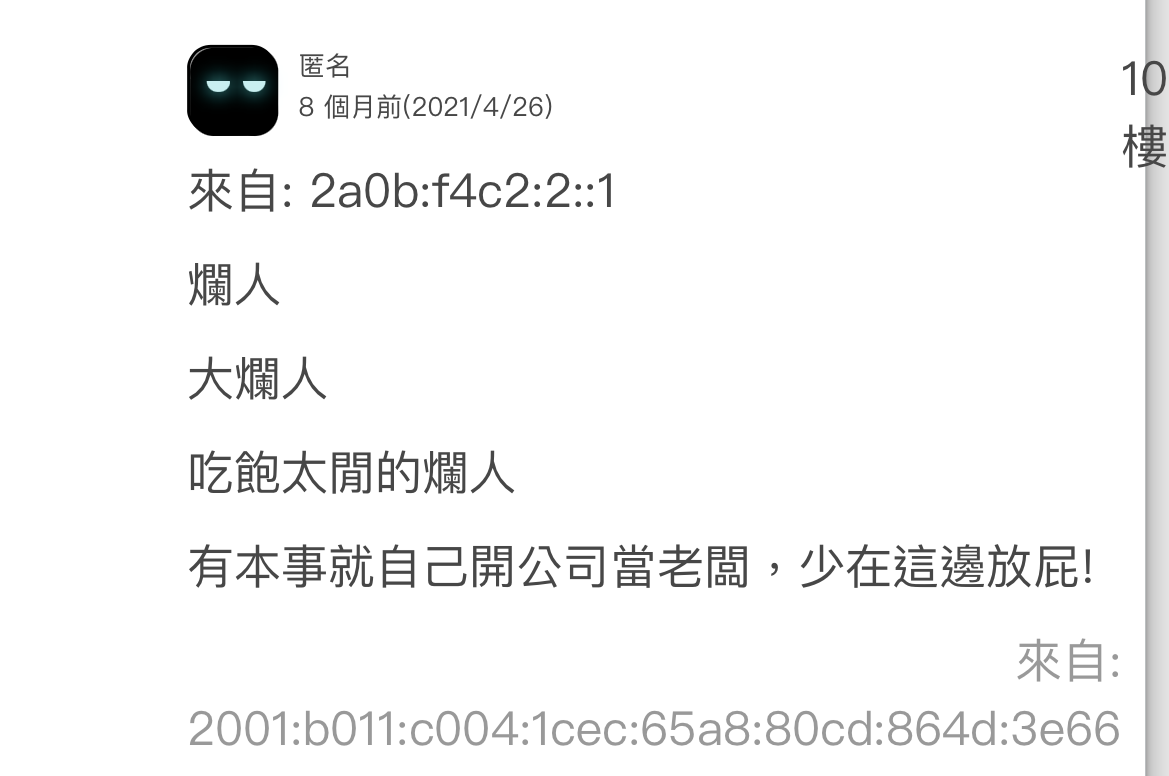 匿名
8 個月前(2021/4/26)
10
樓
來自: 2a0b:f4c2:2::1
爛人
大爛人
吃飽太閒的爛人
有本事就自己開公司當老闆，少在這邊放屁!
來自:
2001:b011:c004:1cec:65a8:80cd:864d:3e66